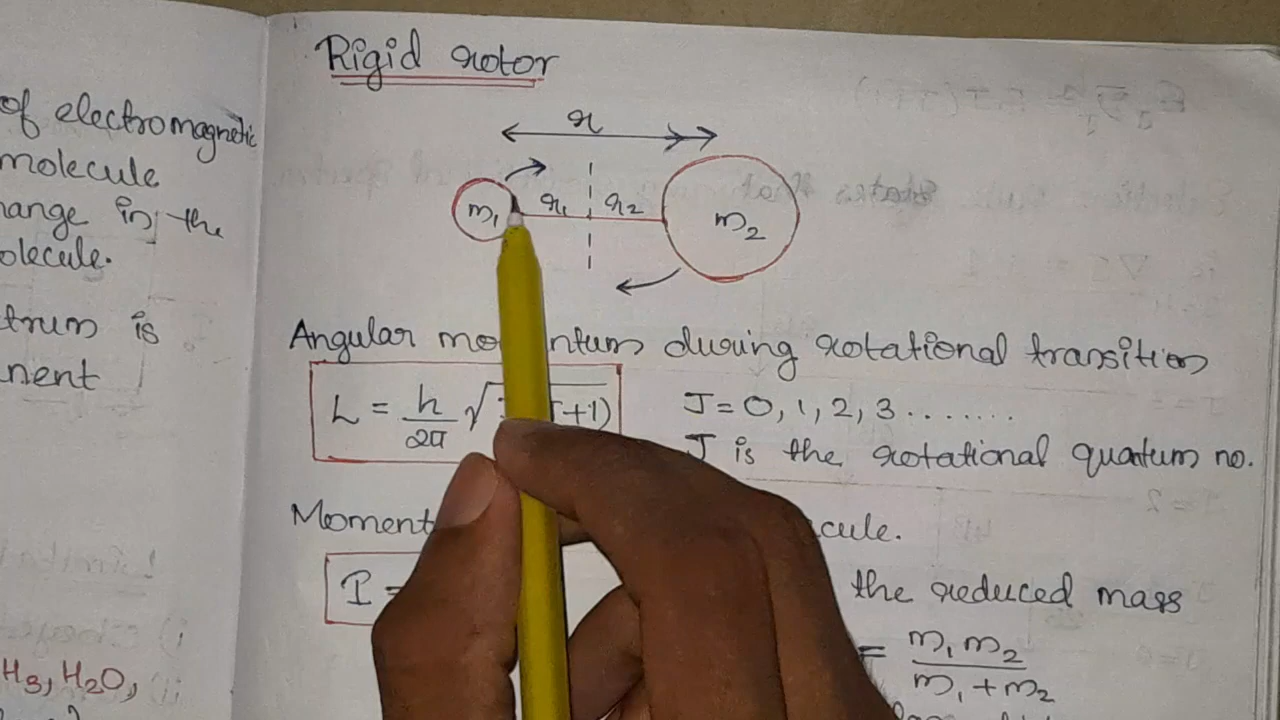 of electromagnetic
molecule
hange in the
olecule.
trum is
nent
H3, H2O,
Rigid rotor
r
m1 r1 r2 m2
Angular mo ntum during rotational transition
L = h/2π √ J+1) J = 0, 1, 2, 3 .......
J is the rotational quantum no.
Moment cule.
I = the reduced mass
= m1 m2 / m1 + m2